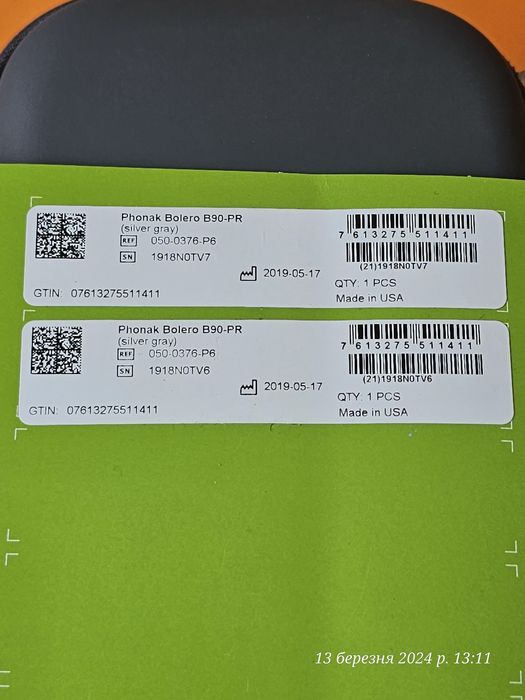 Phonak Bolero B90-PR
(silver gray)
REF 050-0376-P6
SN 1918N0TV7
2019-05-17
GTIN: 07613275511411
7 613275 511411
(21)1918N0TV7
QTY: 1 PCS
Made in USA
Phonak Bolero B90-PR
(silver gray)
REF 050-0376-P6
SN 1918N0TV6
2019-05-17
GTIN: 07613275511411
7 613275 511411
(21)1918N0TV6
QTY: 1 PCS
Made in USA
13 березня 2024 р. 13:11